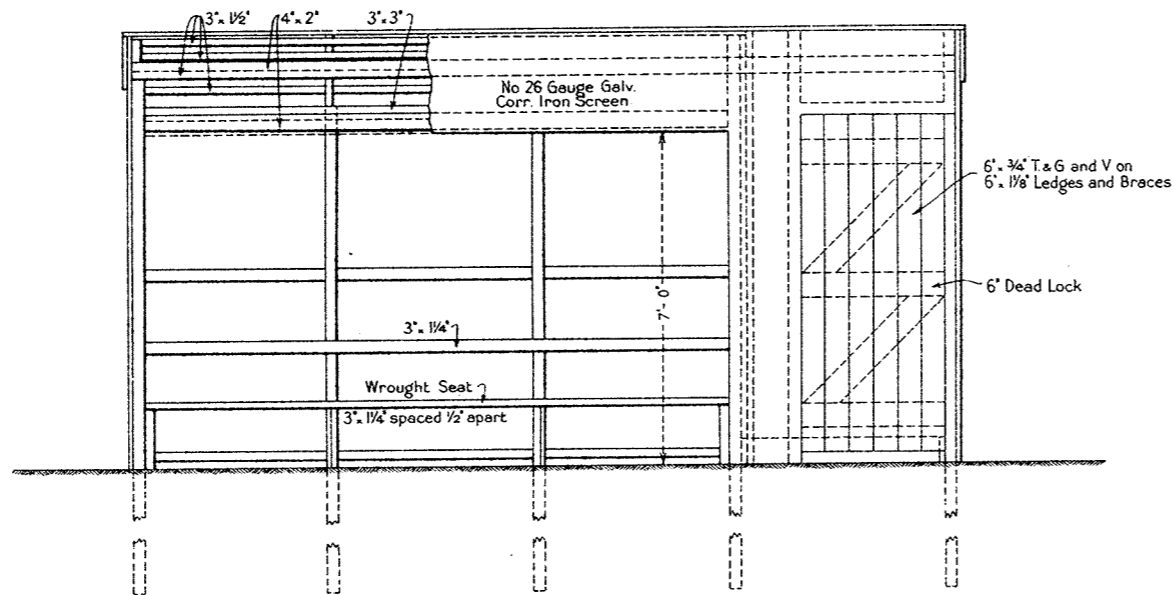 3" x 1½"
4" x 2"
3" x 3"
No 26 Gauge Galv.
Corr. Iron Screen
6" x ¾" T. & G and V on
6" x 1⅛" Ledges and Braces
6" Dead Lock
7'-0"
3" x 1¼"
Wrought Seat
3" x 1¼" spaced ½" apart